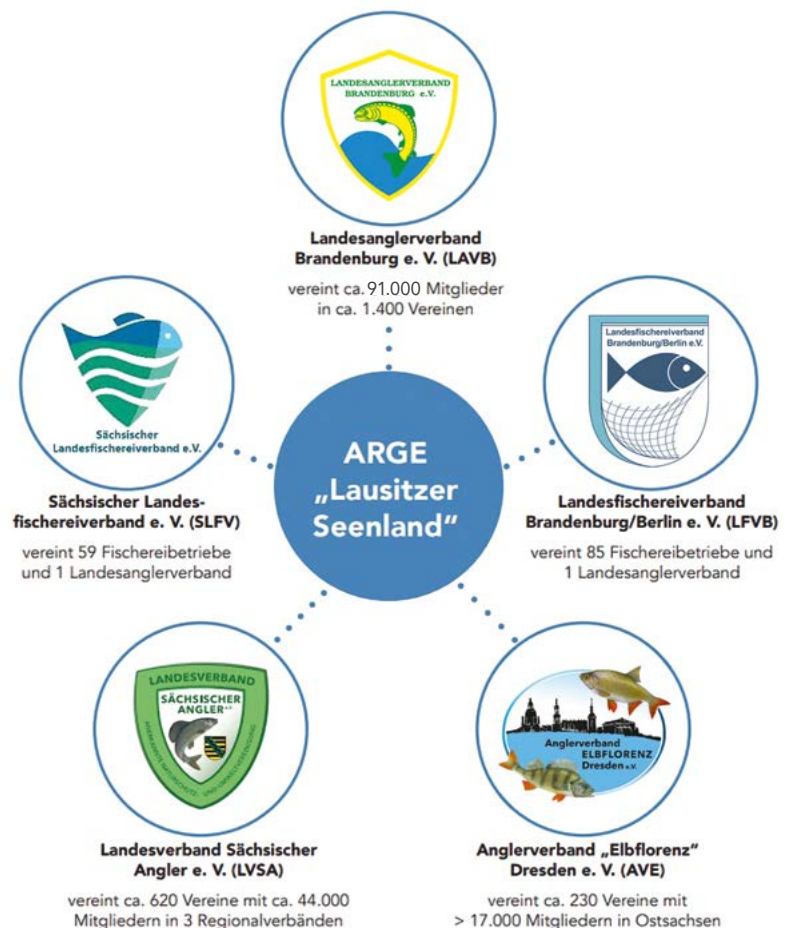 LANDESANGLERVERBAND
BRANDENBURG e.V.
Landesanglerverband
Brandenburg e. V. (LAVB)
vereint ca. 91.000 Mitglieder
in ca. 1.400 Vereinen
Sächsischer
Landesfischereiverband e.V.
Sächsischer Landes-
fischereiverband e. V. (SLFV)
vereint 59 Fischereibetriebe
und 1 Landesanglerverband
ARGE
„Lausitzer
Seenland“
Landesfischereiverband
Brandenburg/Berlin e.V.
Landesfischereiverband
Brandenburg/Berlin e. V. (LFVB)
vereint 85 Fischereibetriebe und
1 Landesanglerverband
LANDESVERBAND
SÄCHSISCHER
ANGLER e.V.
ANERKANNTE NATURSCHUTZ- UND UMWELTVEREINIGUNG
Landesverband Sächsischer
Angler e. V. (LVSA)
vereint ca. 620 Vereine mit ca. 44.000
Mitgliedern in 3 Regionalverbänden
Anglerverband
ELBFLORENZ
Dresden e.V.
Anglerverband „Elbflorenz“
Dresden e. V. (AVE)
vereint ca. 230 Vereine mit
> 17.000 Mitgliedern in Ostsachsen